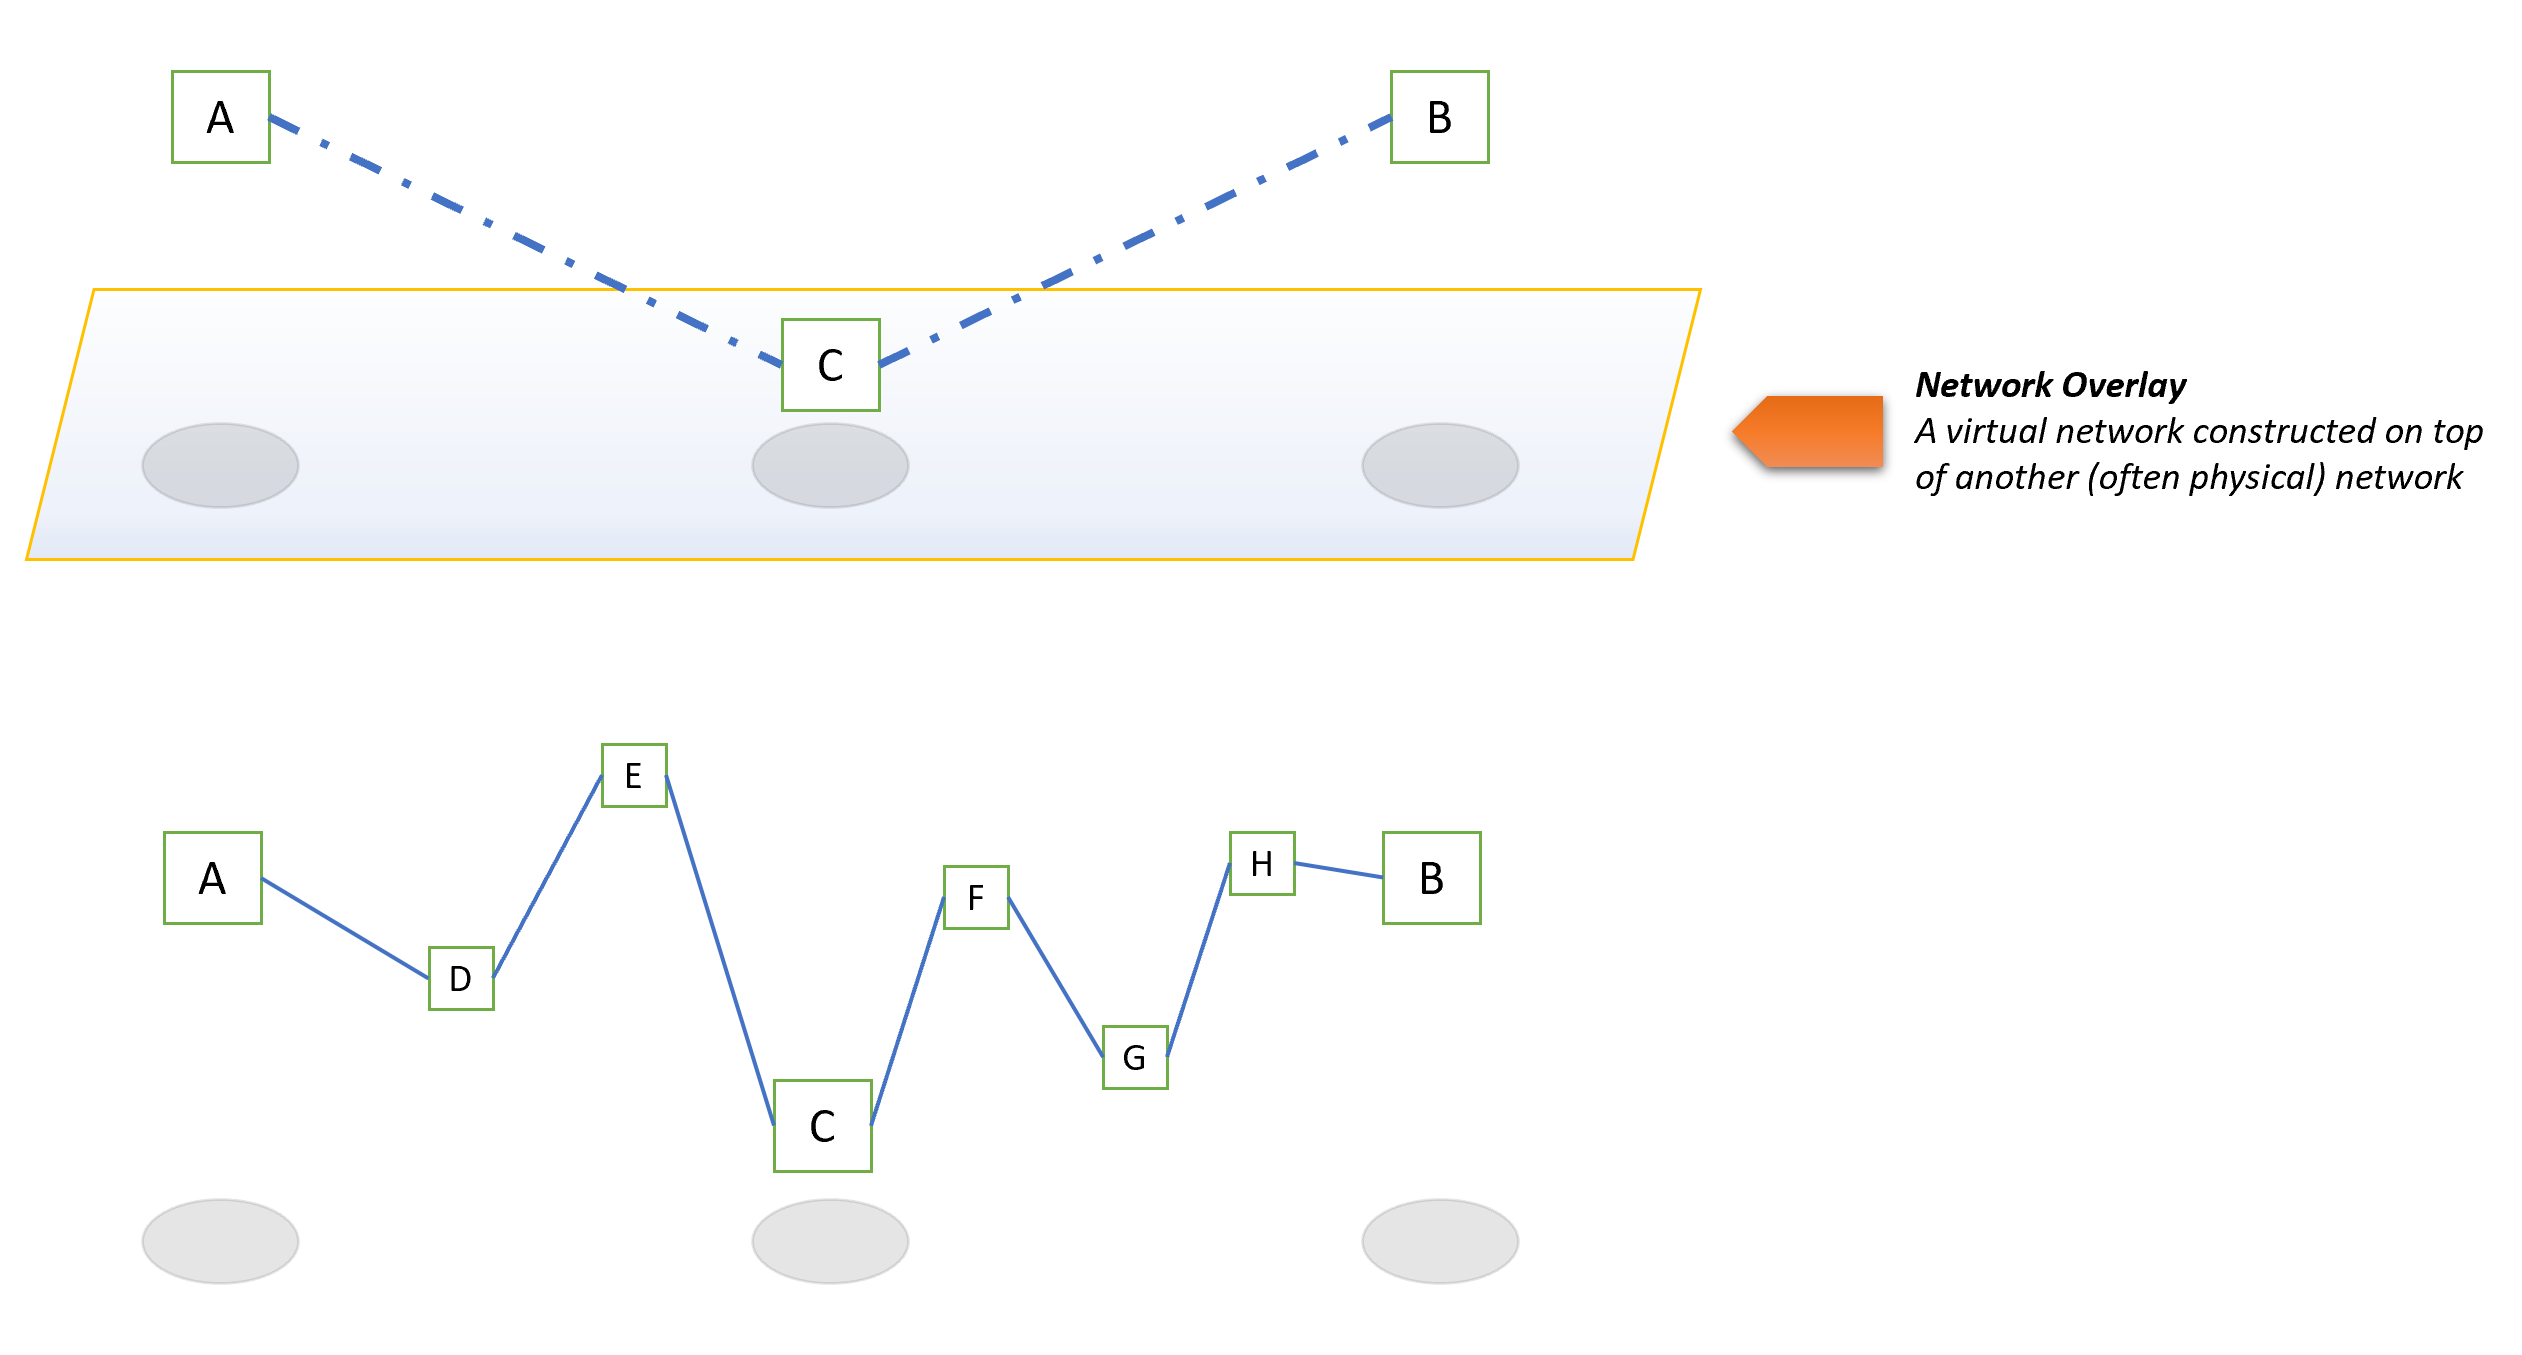 A
B
C
Network Overlay
A virtual network constructed on top
of another (often physical) network
E
A
H
B
F
D
G
C